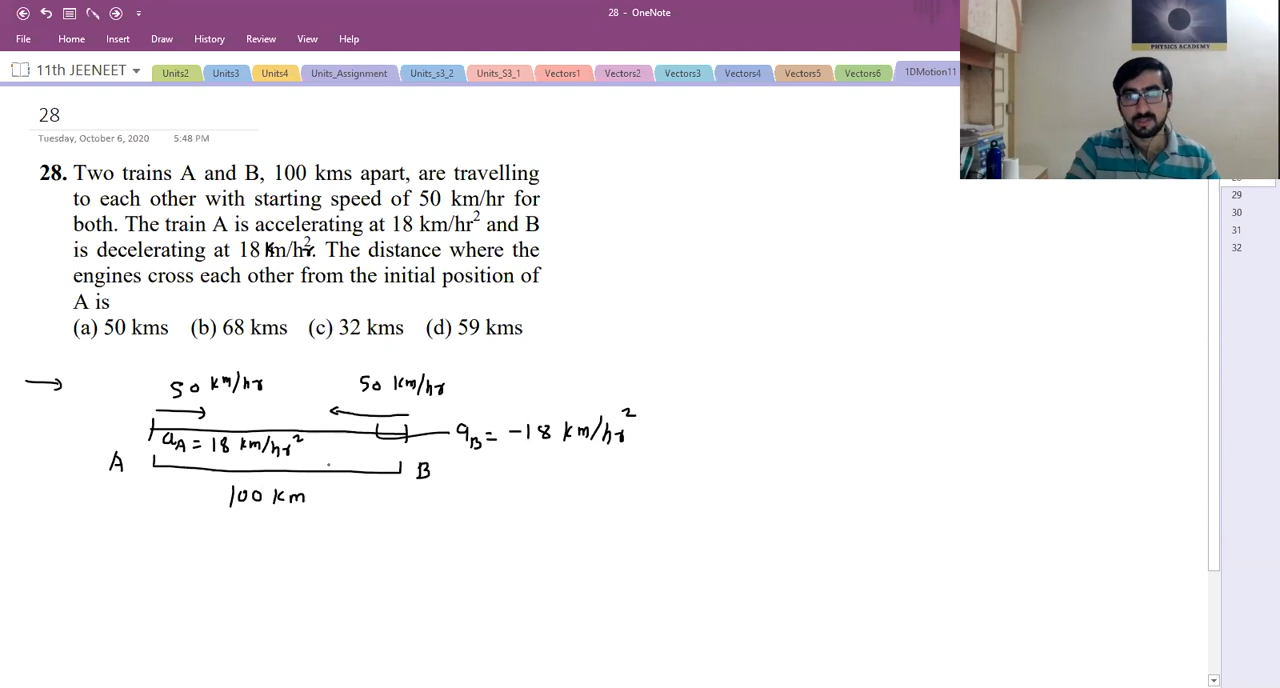 28 - OneNote
File Home Insert Draw History Review View Help
11th JEENEET Units2 Units3 Units4 Units_Assignment Units_s3_2 Units_S3_1 Vectors1 Vectors2 Vectors3 Vectors4 Vectors5 Vectors6 1DMotion11
PHYSICS ACADEMY
28
Tuesday, October 6, 2020 5:48 PM
28. Two trains A and B, 100 kms apart, are travelling
to each other with starting speed of 50 km/hr for
both. The train A is accelerating at 18 km/hr² and B
is decelerating at 18 km/hr². The distance where the
engines cross each other from the initial position of
A is
(a) 50 kms (b) 68 kms (c) 32 kms (d) 59 kms
50 km/hr 50 km/hr
a_A = 18 km/hr² a_B = -18 km/hr²
A B
100 km
29
30
31
32